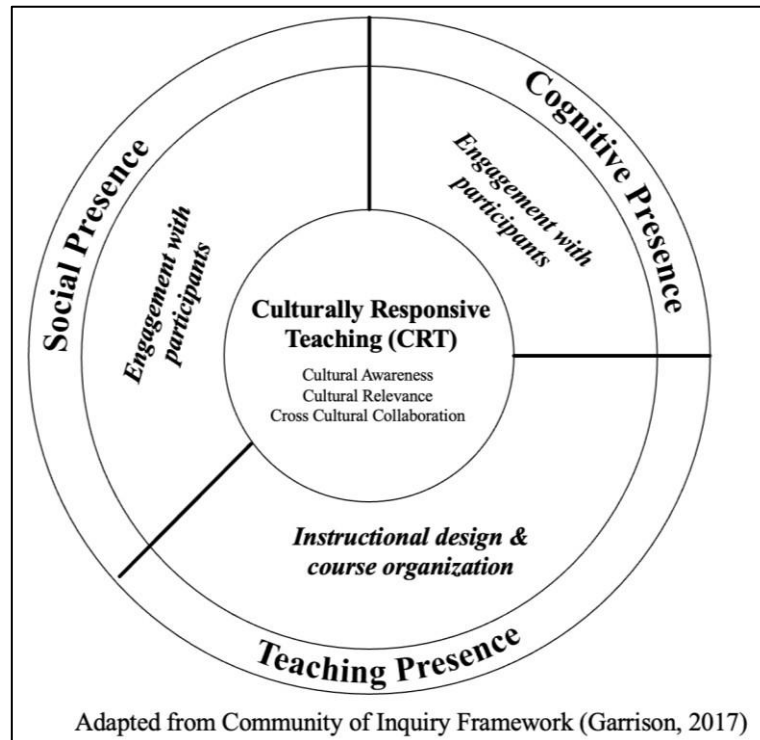 Social Presence
Cognitive Presence
Engagement with
participants
Engagement with
participants
Culturally Responsive
Teaching (CRT)
Cultural Awareness
Cultural Relevance
Cross Cultural Collaboration
Instructional design &
course organization
Teaching Presence
Adapted from Community of Inquiry Framework (Garrison, 2017)